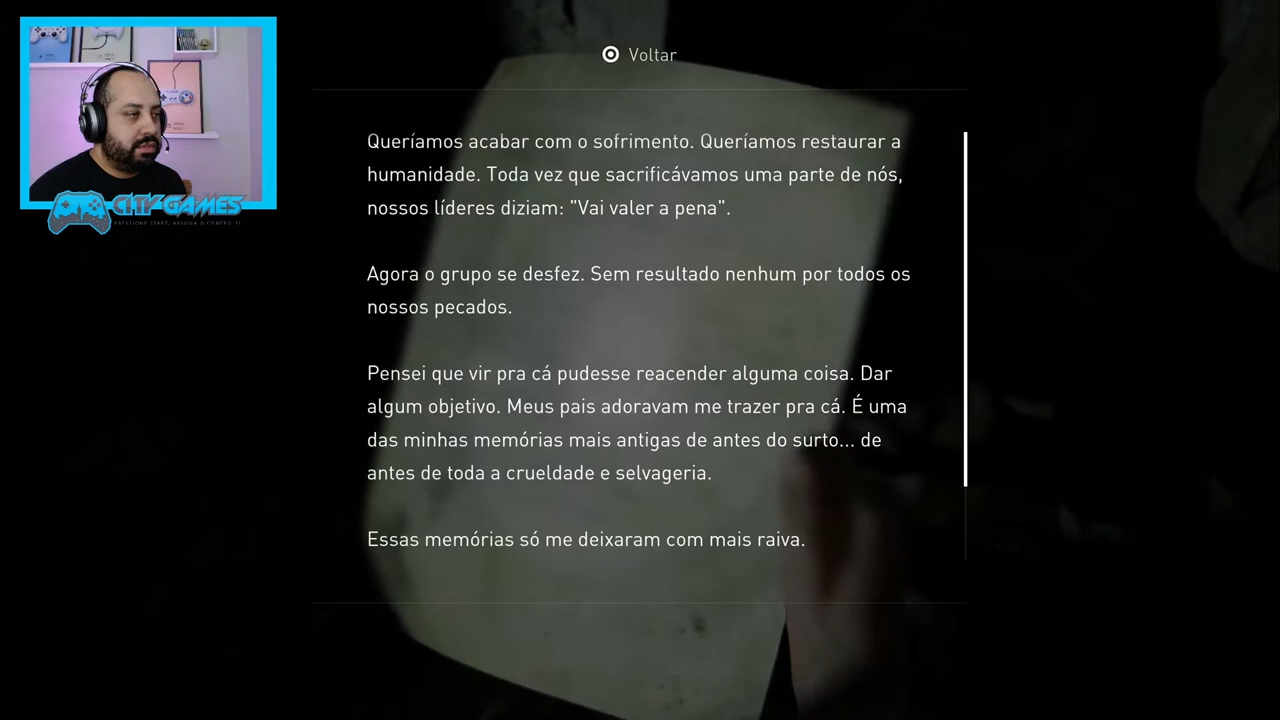 Voltar
Queríamos acabar com o sofrimento. Queríamos restaurar a
humanidade. Toda vez que sacrificávamos uma parte de nós,
nossos líderes diziam: "Vai valer a pena".
Agora o grupo se desfez. Sem resultado nenhum por todos os
nossos pecados.
Pensei que vir pra cá pudesse reacender alguma coisa. Dar
algum objetivo. Meus pais adoravam me trazer pra cá. É uma
das minhas memórias mais antigas de antes do surto... de
antes de toda a crueldade e selvageria.
Essas memórias só me deixaram com mais raiva.